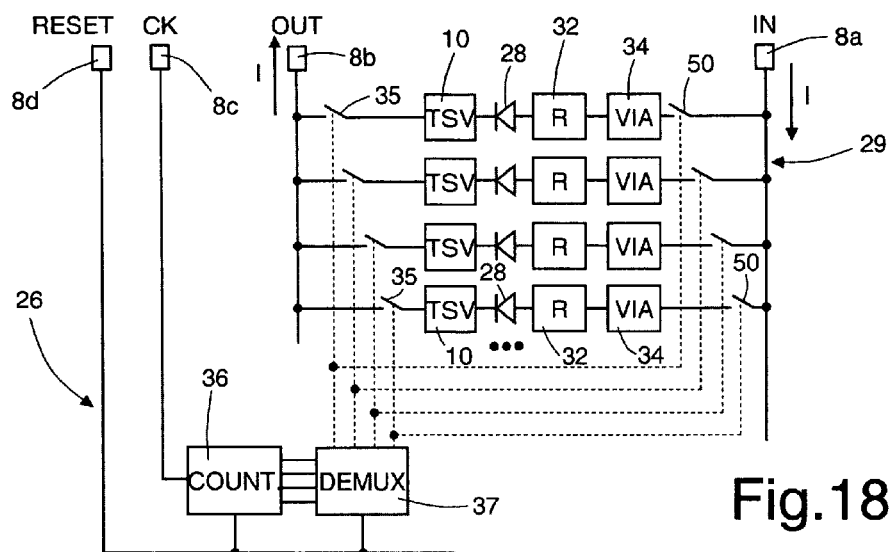 RESET CK OUT IN
8d 8c 8b 8a
I I
35 10 28 32 34 50
TSV R VIA
29
TSV R VIA
TSV R VIA
35 28 50
TSV R VIA
10 32 34
26
36
COUNT. DEMUX
37
Fig.18